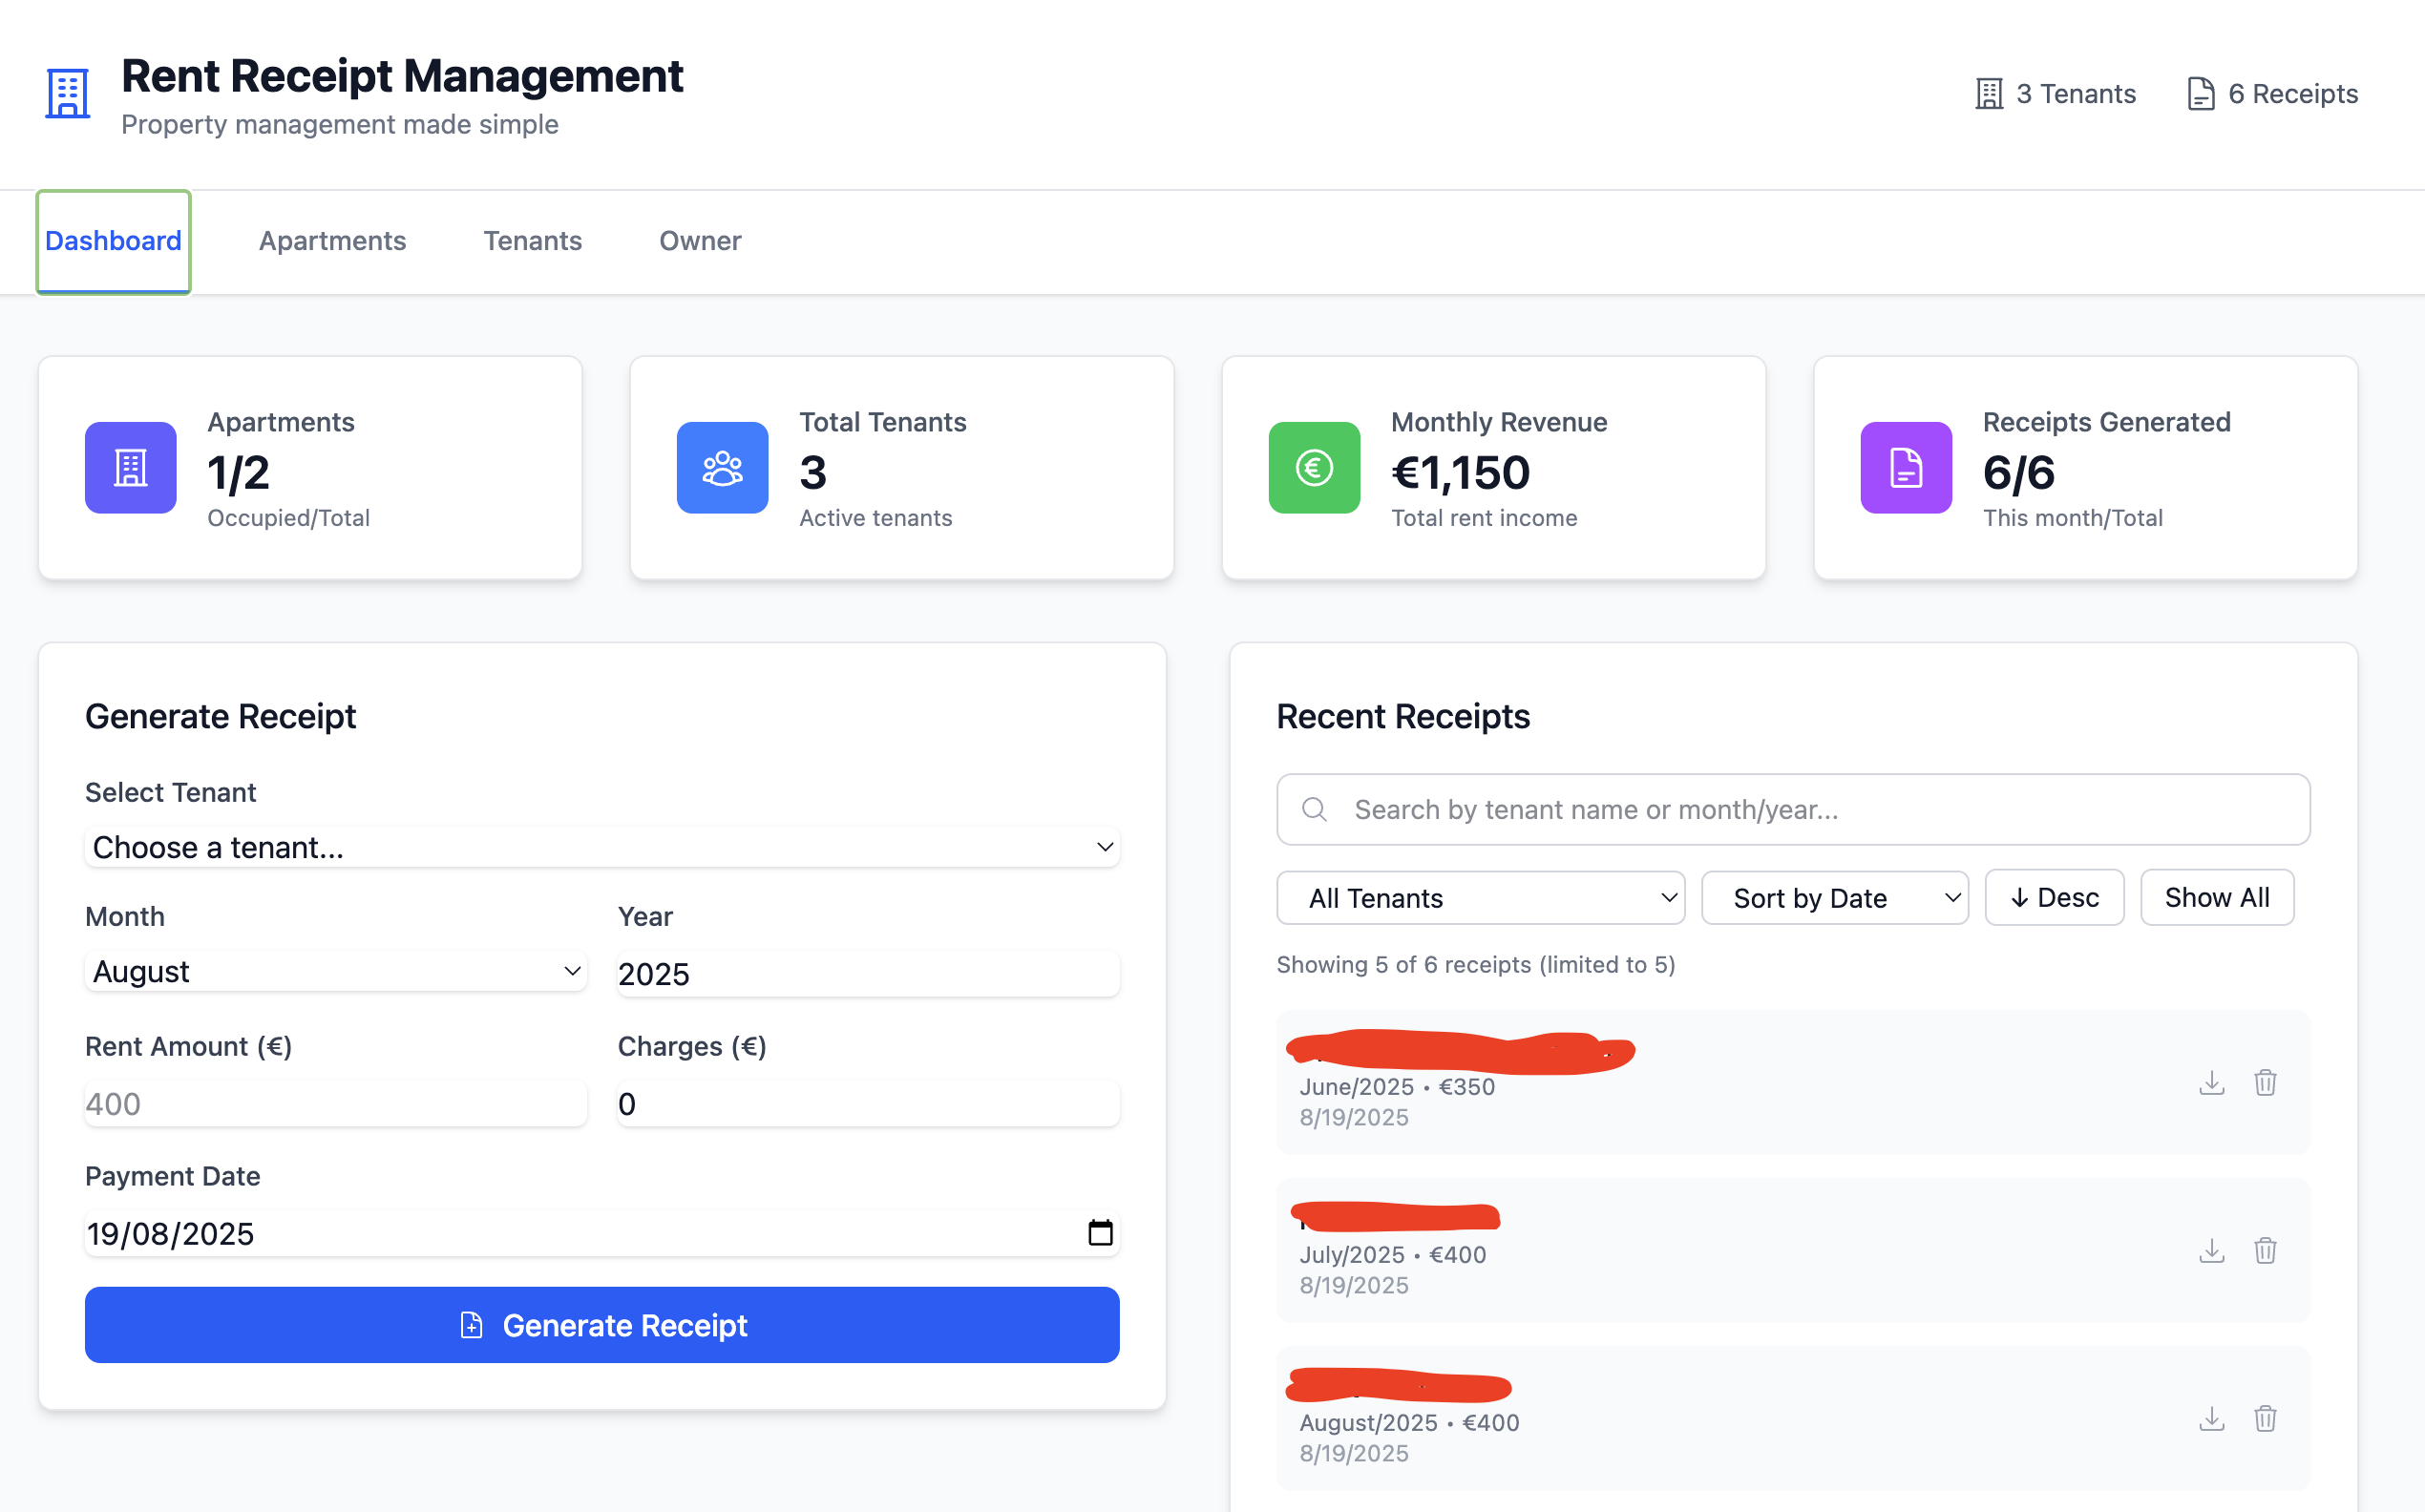 Rent Receipt Management
Property management made simple
3 Tenants
6 Receipts
Dashboard
Apartments
Tenants
Owner
Apartments
1/2
Occupied/Total
Total Tenants
3
Active tenants
Monthly Revenue
€1,150
Total rent income
Receipts Generated
6/6
This month/Total
Generate Receipt
Select Tenant
Choose a tenant...
Month
Year
August
2025
Rent Amount (€)
Charges (€)
400
0
Payment Date
19/08/2025
Generate Receipt
Recent Receipts
Search by tenant name or month/year...
All Tenants
Sort by Date
↓ Desc
Show All
Showing 5 of 6 receipts (limited to 5)
June/2025 • €350
8/19/2025
July/2025 • €400
8/19/2025
August/2025 • €400
8/19/2025